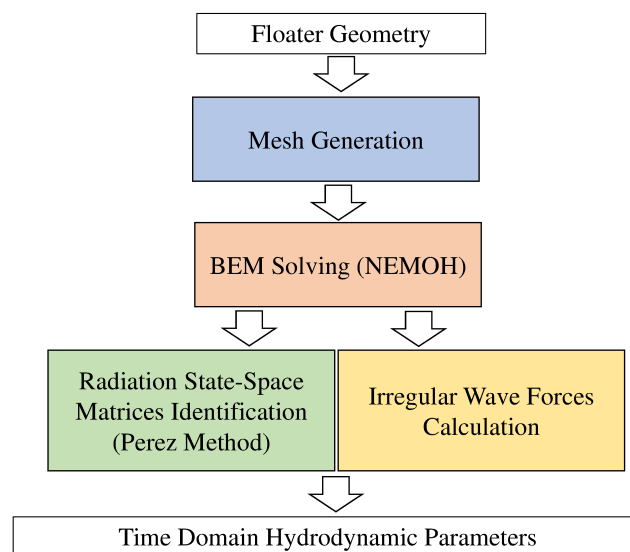 Floater Geometry
Mesh Generation
BEM Solving (NEMOH)
Radiation State-Space
Matrices Identification
(Perez Method)
Irregular Wave Forces
Calculation
Time Domain Hydrodynamic Parameters